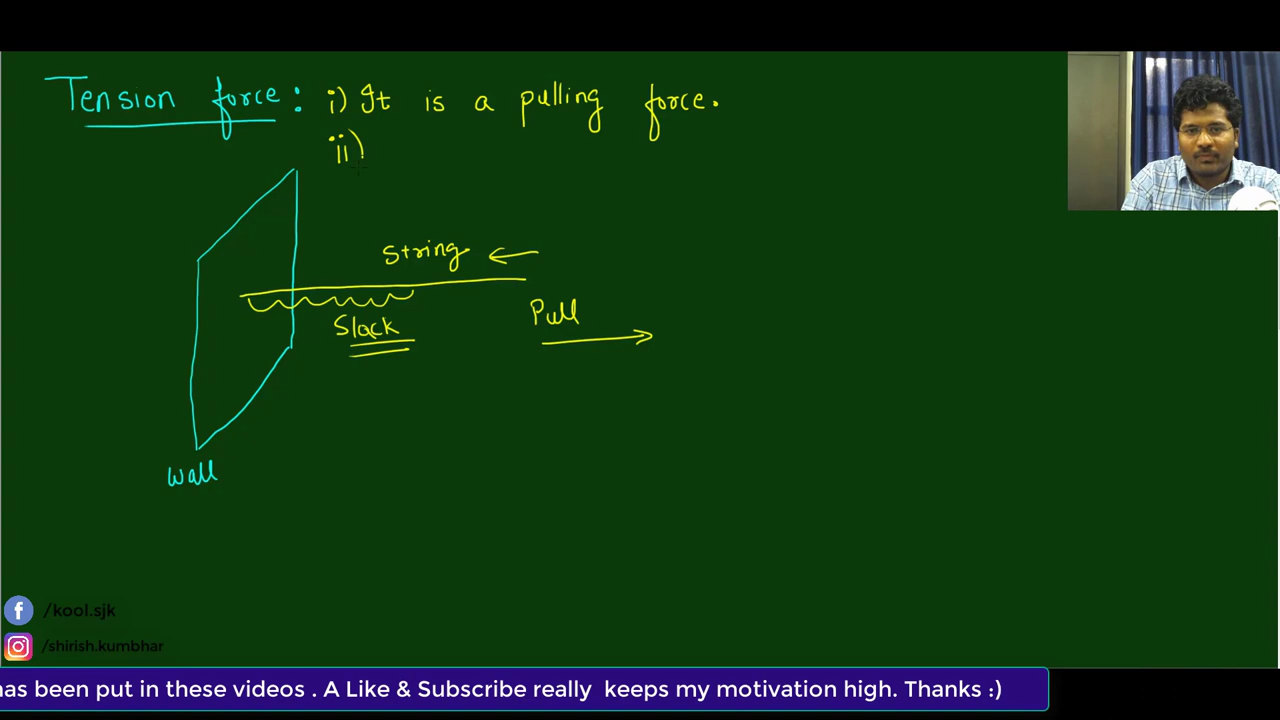 Tension force: i) It is a pulling force.
ii)
String
Pull
Slack
Wall
/kool.sjk
/shirish.kumbhar
has been put in these videos . A Like & Subscribe really keeps my motivation high. Thanks :)